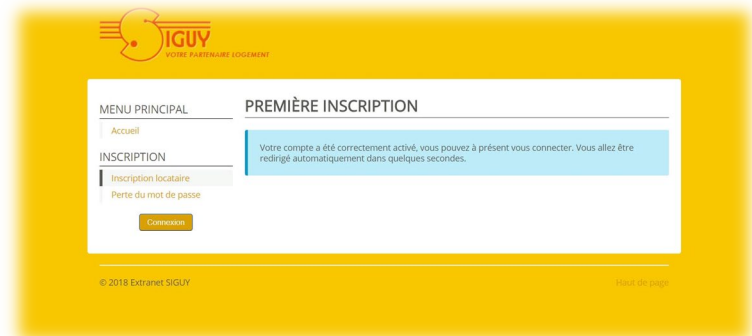 SIGUY
VOTRE PARTENAIRE LOGEMENT
MENU PRINCIPAL
Accueil
INSCRIPTION
Inscription locataire
Perte du mot de passe
Connexion
PREMIÈRE INSCRIPTION
Votre compte a été correctement activé, vous pouvez à présent vous connecter. Vous allez être
redirigé automatiquement dans quelques secondes.
© 2018 Extranet SIGUY
Haut de page